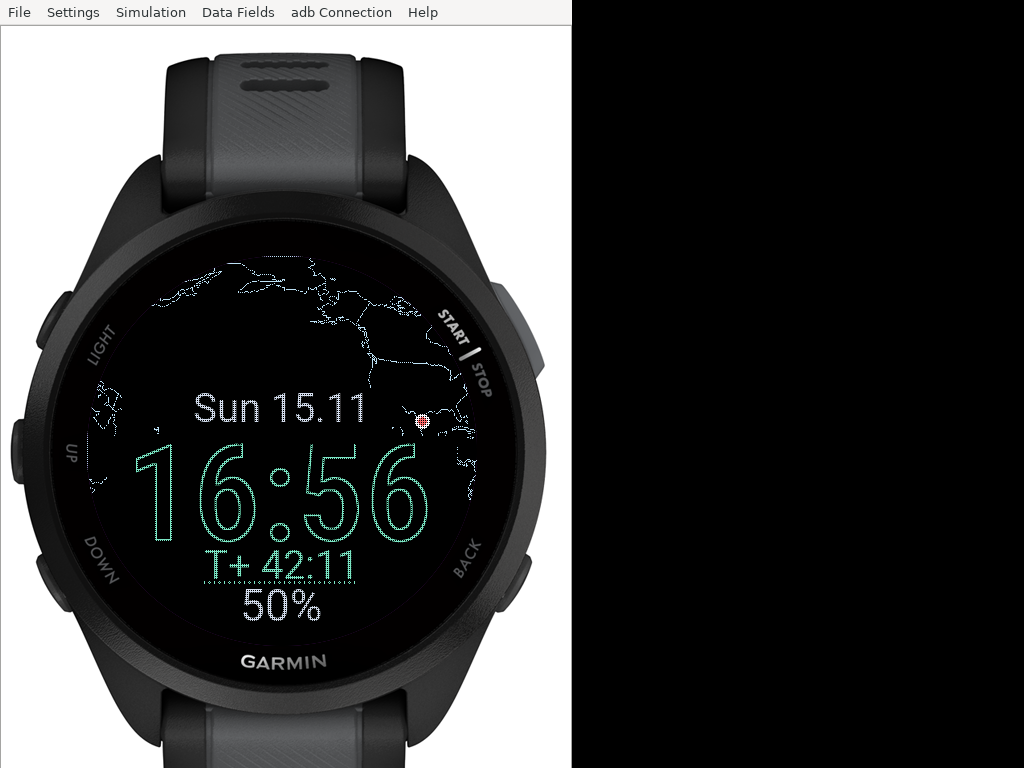 File Settings Simulation Data Fields adb Connection Help
START
STOP
LIGHT
Sun 15.11
UP
16:56
T+ 42:11
DOWN
BACK
50%
GARMIN